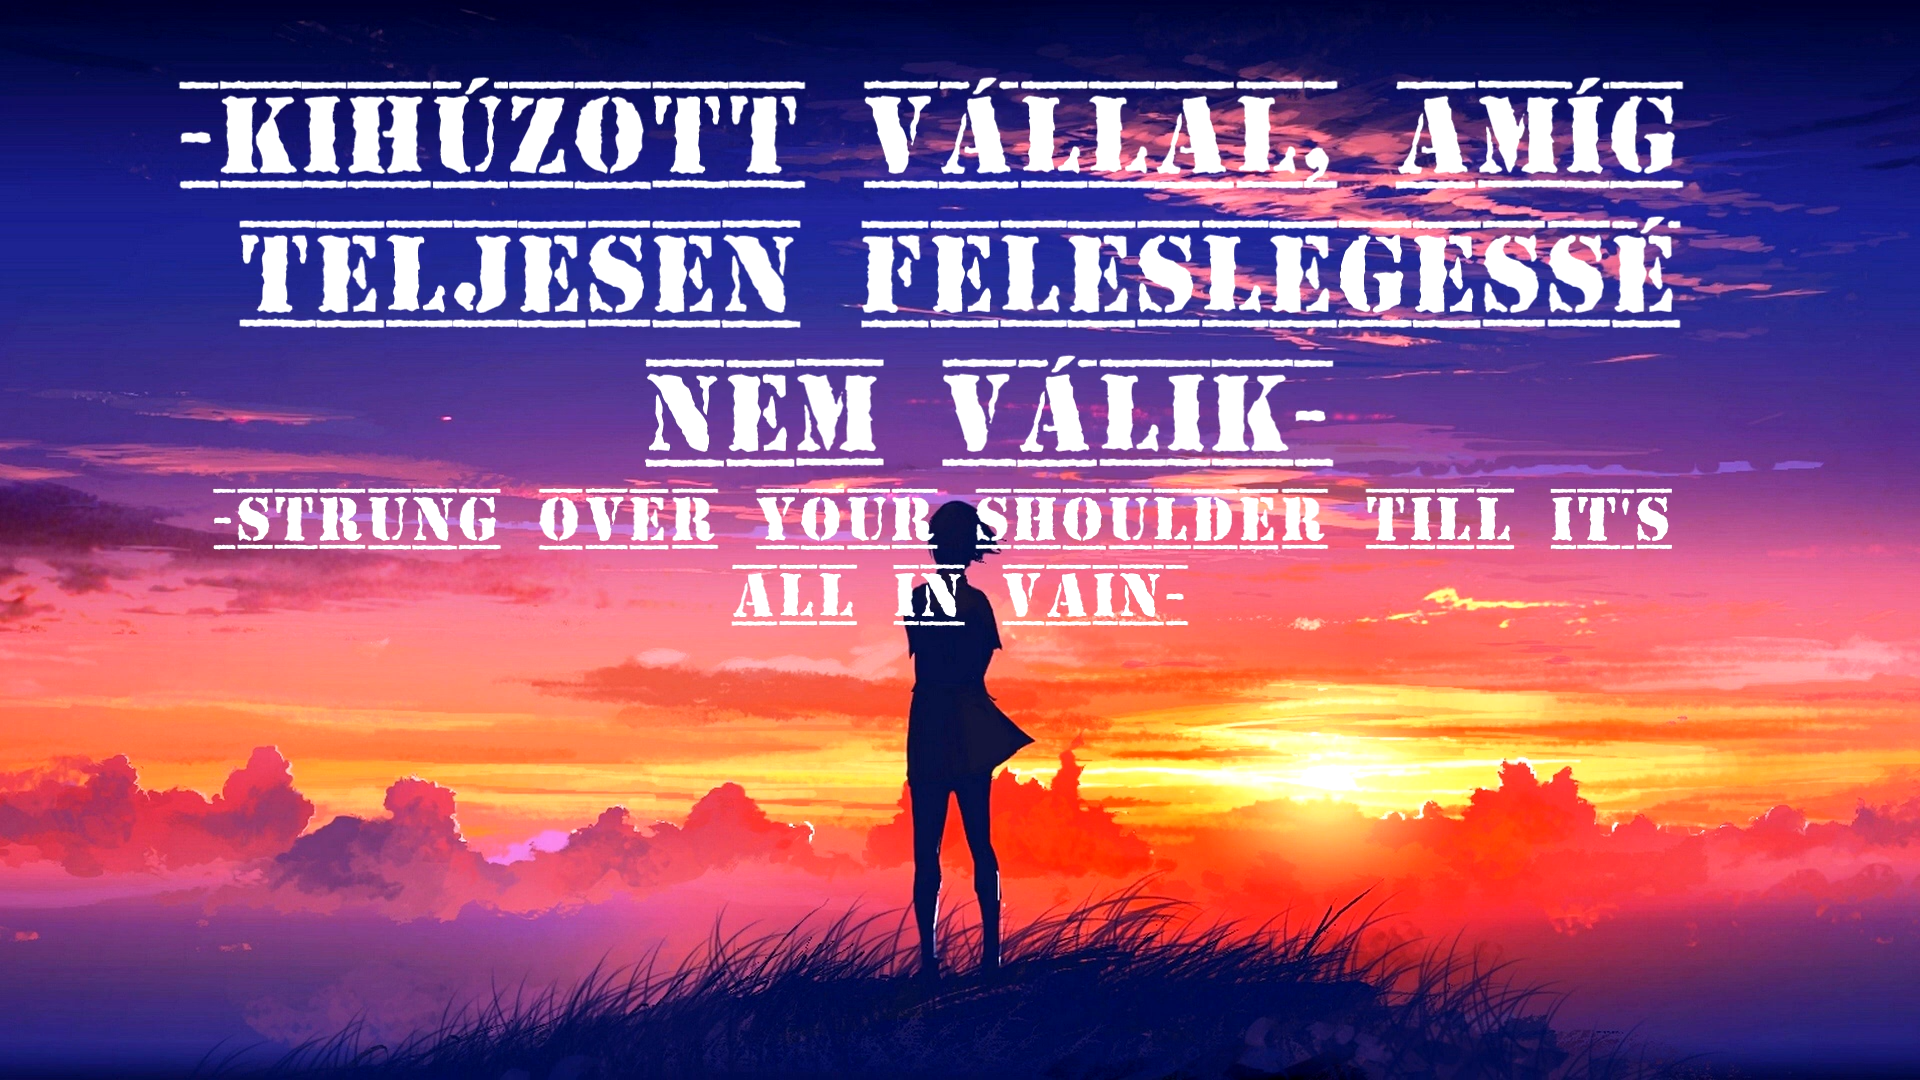 -KIHÚZOTT VÁLLAL, AMÍG
TELJESEN FELESLEGESSÉ
NEM VÁLIK-
-STRUNG OVER YOUR SHOULDER TILL IT'S
ALL IN VAIN-